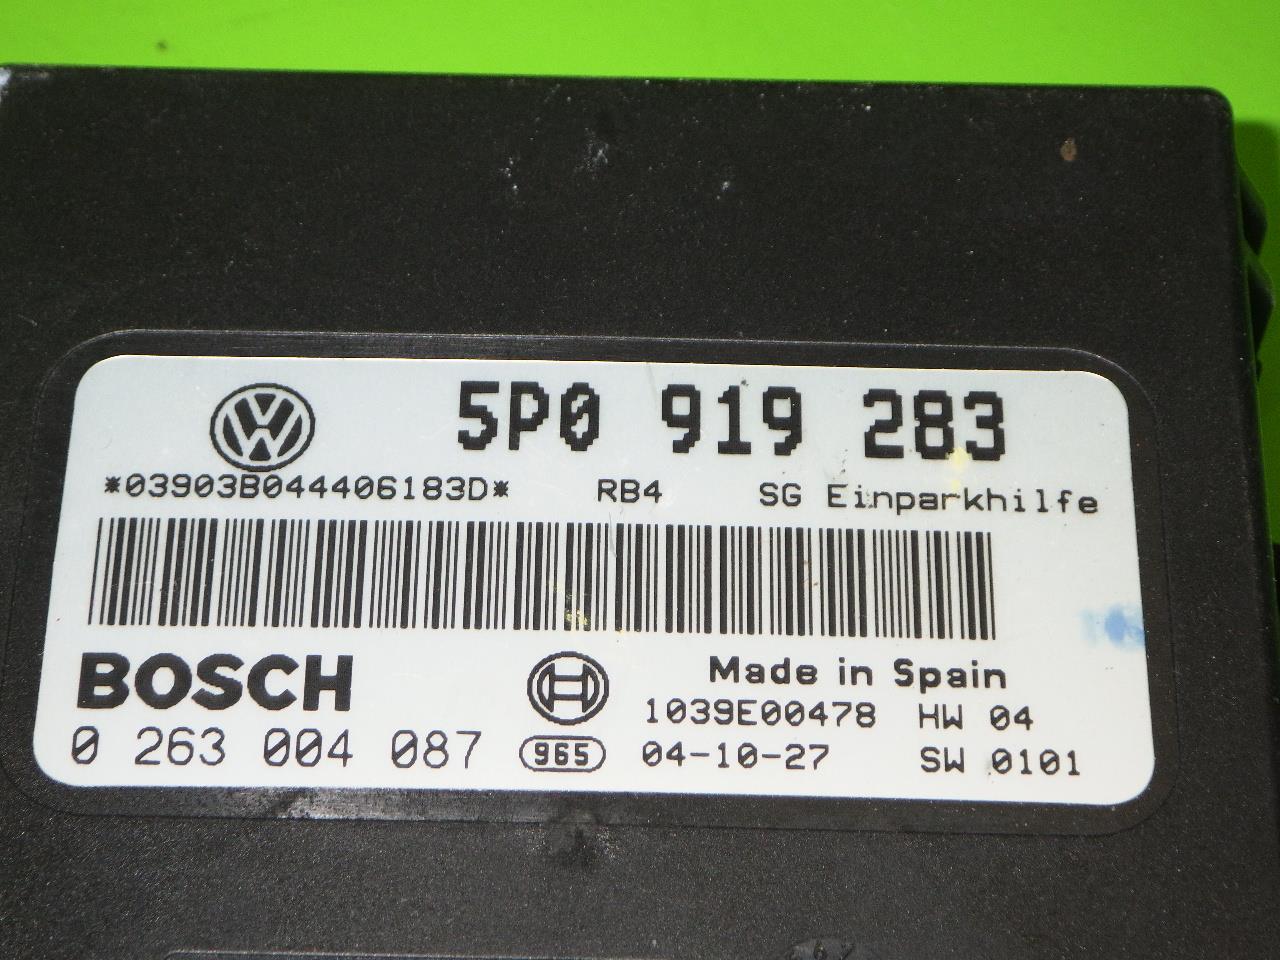 5P0 919 283
*03903B044406183D* RB4 SG Einparkhilfe
BOSCH
Made in Spain
1039E00478 HW 04
0 263 004 087 965 04-10-27 SW 0101